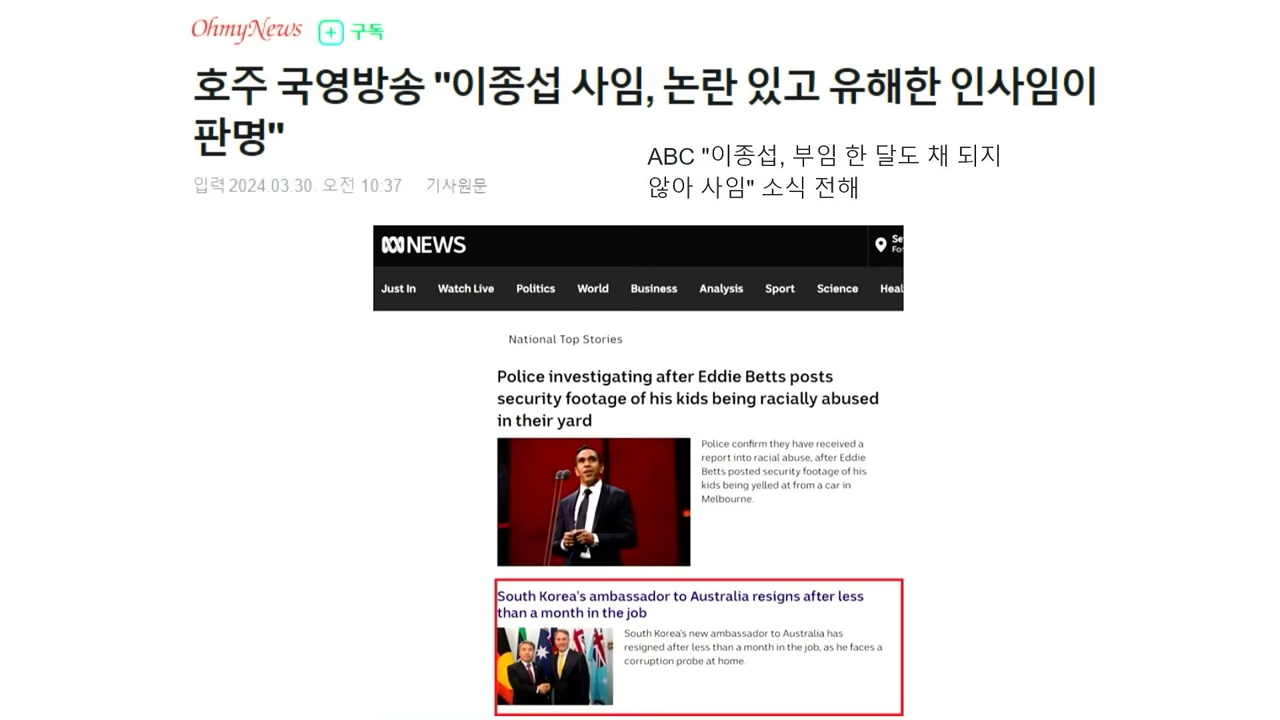 OhmyNews + 구독
호주 국영방송 "이종섭 사임, 논란 있고 유해한 인사임이
판명"
입력 2024.03.30. 오전 10:37 기사원문
ABC "이종섭, 부임 한 달도 채 되지
않아 사임" 소식 전해
NEWS
Just In Watch Live Politics World Business Analysis Sport Science
National Top Stories
Police investigating after Eddie Betts posts
security footage of his kids being racially abused
in their yard
Police confirm they have received a
report into racial abuse, after Eddie
Betts posted security footage of his
kids being yelled at from a car in
Melbourne.
South Korea's ambassador to Australia resigns after less
than a month in the job
South Korea's new ambassador to Australia has
resigned after less than a month in the job, as he faces a
corruption probe at home.